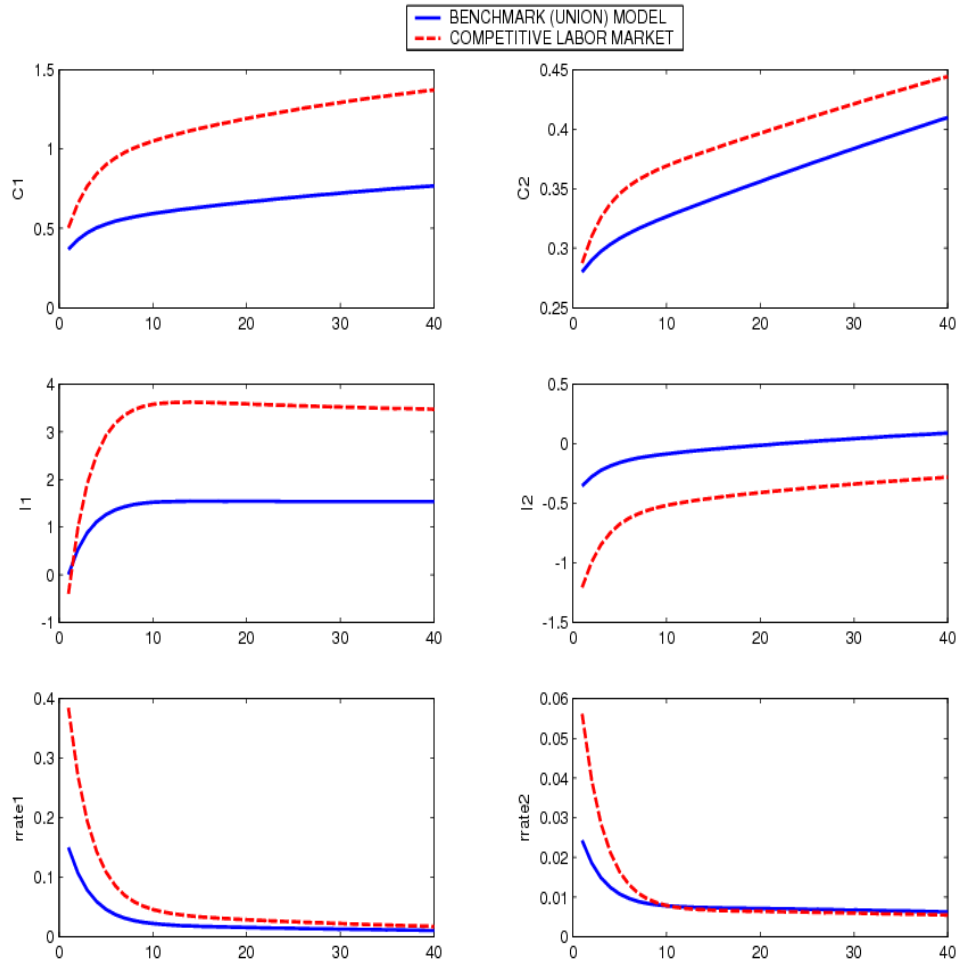 BENCHMARK (UNION) MODEL
COMPETITIVE LABOR MARKET
1.5
1
0.5
0
C1
0 10 20 30 40
0.45
0.4
0.35
0.3
0.25
C2
0 10 20 30 40
4
3
2
1
0
-1
I1
0 10 20 30 40
0.5
0
-0.5
-1
-1.5
I2
0 10 20 30 40
0.4
0.3
0.2
0.1
0
rrate1
0 10 20 30 40
0.06
0.05
0.04
0.03
0.02
0.01
0
rrate2
0 10 20 30 40